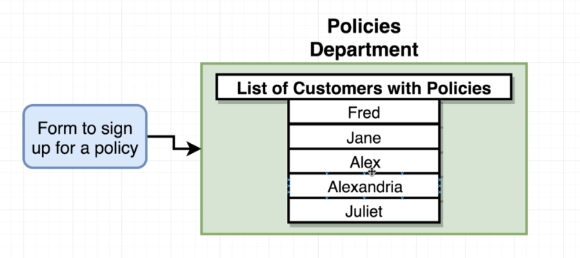 Policies
Department
List of Customers with Policies
Form to sign
up for a policy
Fred
Jane
Alex
Alexandria
Juliet